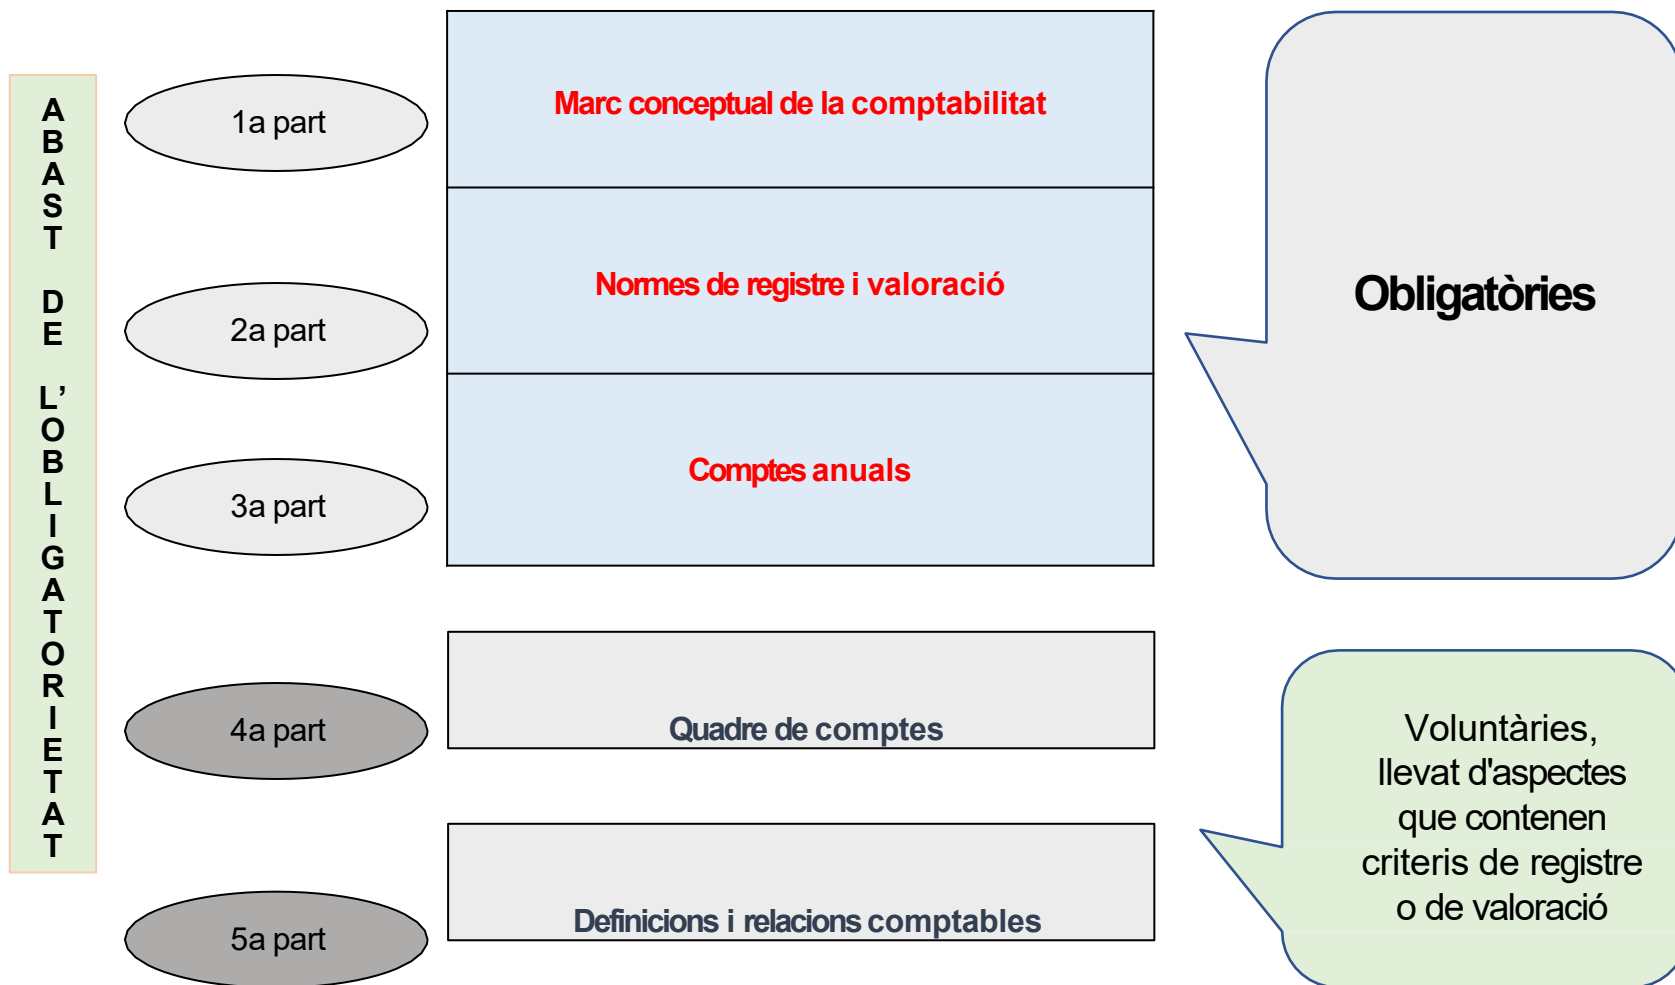 ABAST DE L’OBLIGATORIETAT
1a part
Marc conceptual de la comptabilitat
2a part
Normes de registre i valoració
3a part
Comptes anuals
Obligatòries
4a part
Quadre de comptes
5a part
Definicions i relacions comptables
Voluntàries,
llevat d'aspectes
que contenen
criteris de registre
o de valoració